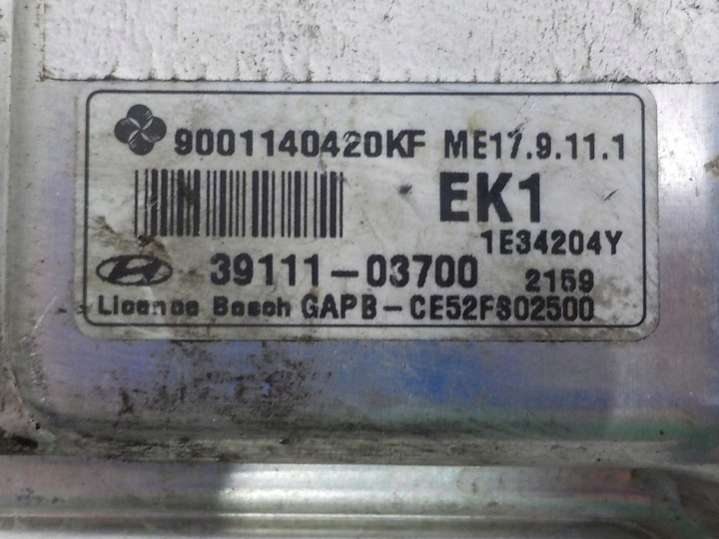 9001140420KF ME17.9.11.1
EK1
1E34204Y
39111-03700 2159
Licence Bosch GAPB-CE52FS02500